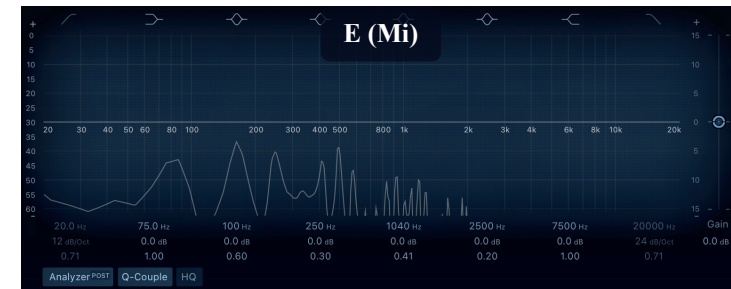 E (Mi)
+ +
0 15
5
10 10
15
20
25 5
30 0
20 30 40 50 60 80 100 200 300 400 500 800 1k 2k 3k 4k 6k 8k 10k 20k
35
40 5
45
50 10
55
60 15
- -
20.0 Hz 75.0 Hz 100 Hz 250 Hz 1040 Hz 2500 Hz 7500 Hz 20000 Hz Gain
12 dB/Oct 0.0 dB 0.0 dB 0.0 dB 0.0 dB 0.0 dB 0.0 dB 24 dB/Oct 0.0 dB
0.71 1.00 0.60 0.30 0.41 0.20 1.00 0.71
Analyzer POST Q-Couple HQ